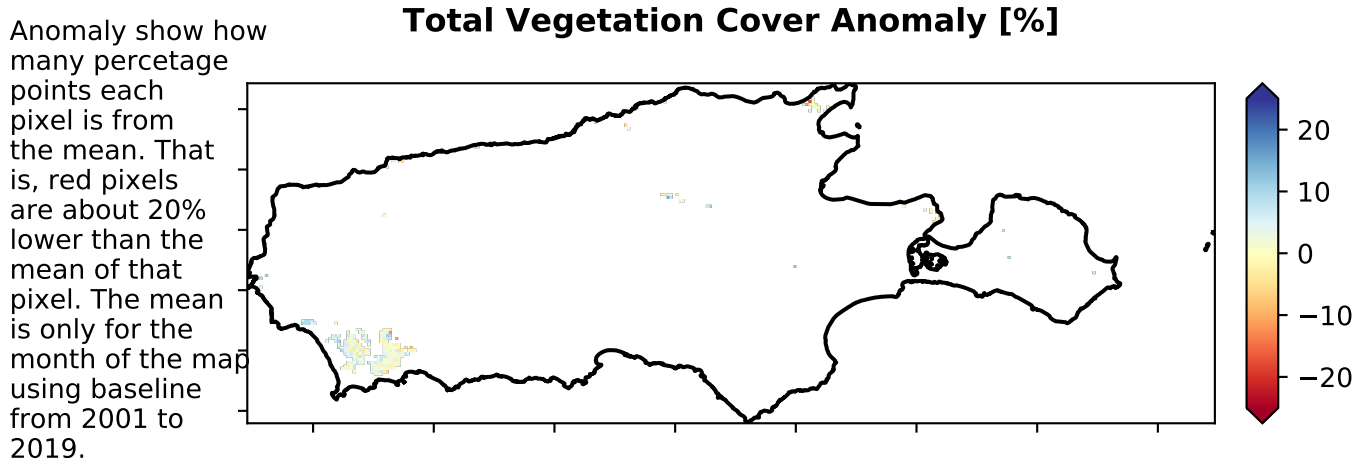 Total Vegetation Cover Anomaly [%]
Anomaly show how
many percetage
points each
pixel is from
the mean. That
is, red pixels
are about 20%
lower than the
mean of that
pixel. The mean
is only for the
month of the map
using baseline
from 2001 to
2019.
20
10
0
−10
−20